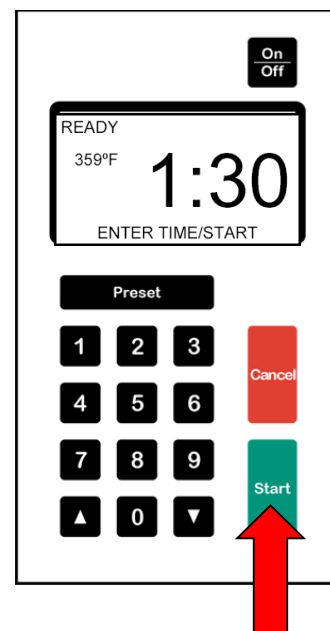 On
Off
READY
359ºF
1:30
ENTER TIME/START
Preset
1 2 3
Cancel
4 5 6
7 8 9
Start
▲ 0 ▼